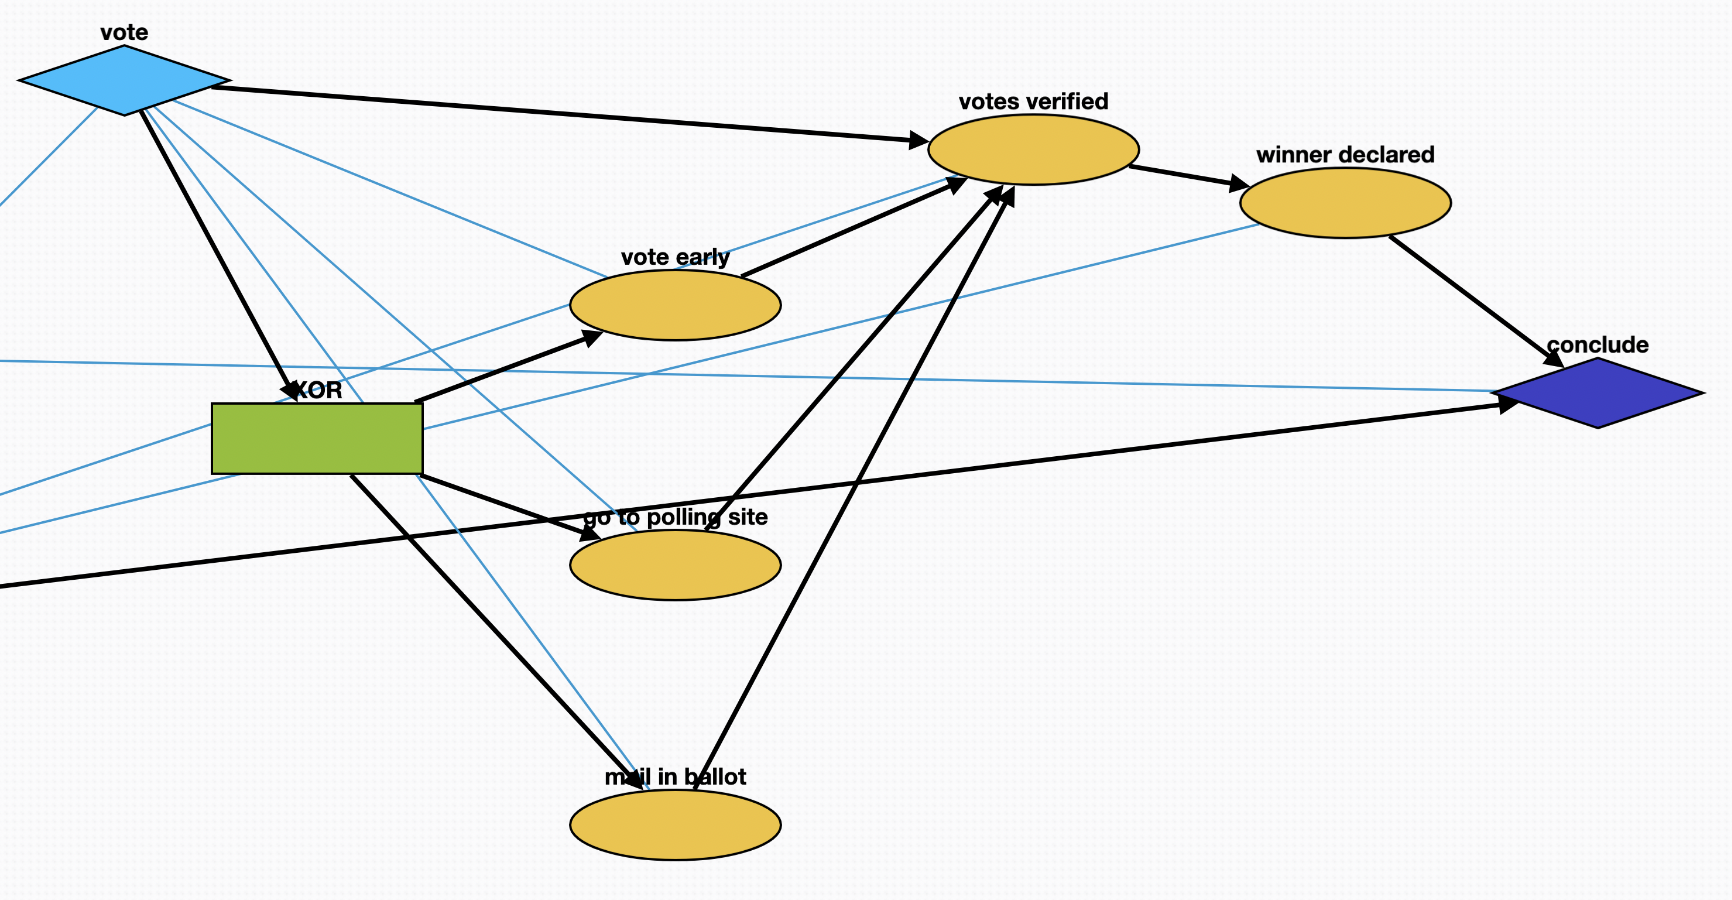 vote
votes verified
winner declared
vote early
conclude
XOR
go to polling site
mail in ballot